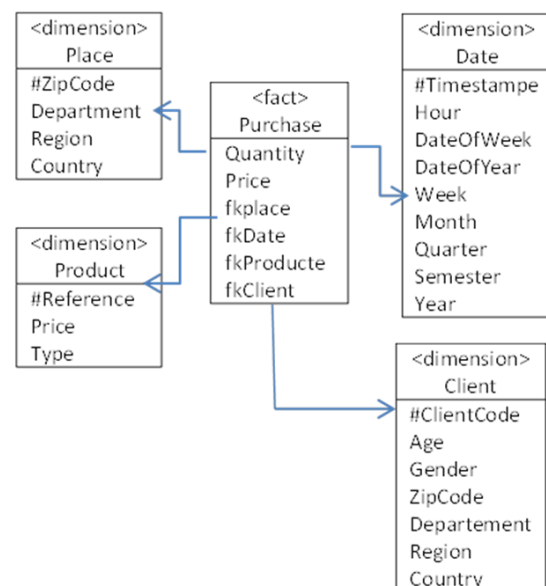 <dimension>
Place
#ZipCode
Department
Region
Country
<fact>
Purchase
Quantity
Price
fkplace
fkDate
fkProducte
fkClient
<dimension>
Date
#Timestampe
Hour
DateOfWeek
DateOfYear
Week
Month
Quarter
Semester
Year
<dimension>
Product
#Reference
Price
Type
<dimension>
Client
#ClientCode
Age
Gender
ZipCode
Departement
Region
Country